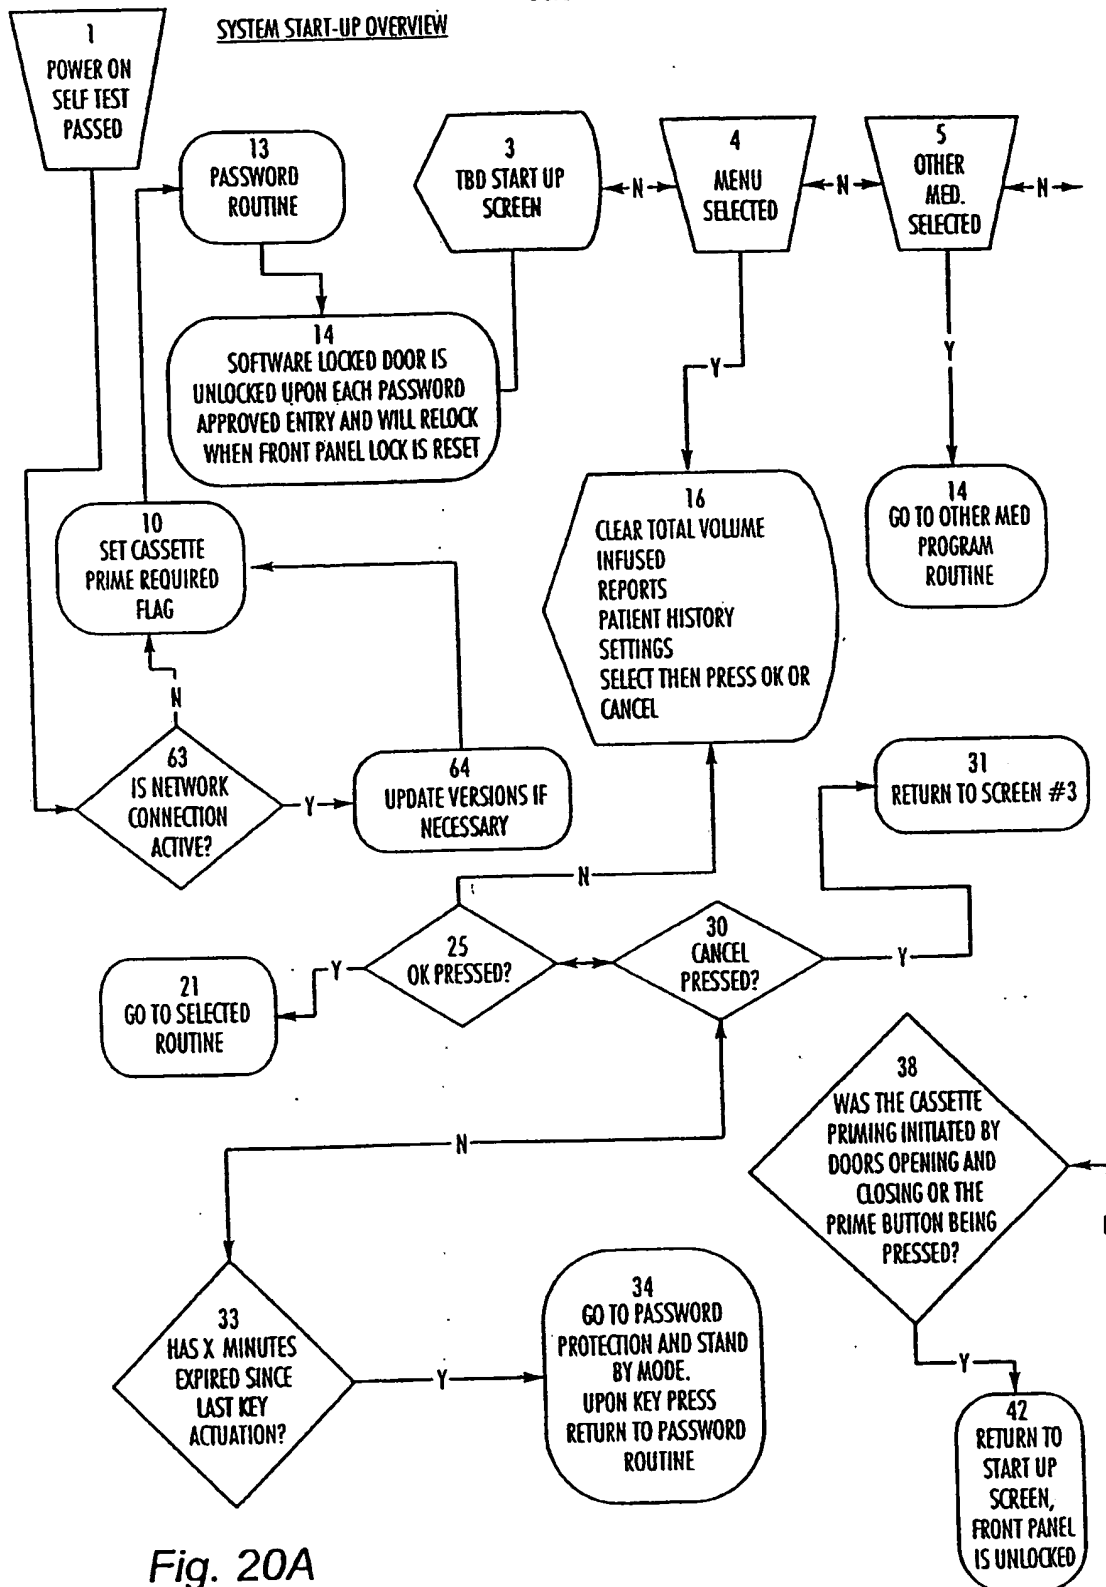 SYSTEM START-UP OVERVIEW
1
POWER ON
SELF TEST
PASSED
13
PASSWORD
ROUTINE
3
TBD START UP
SCREEN
N
4
MENU
SELECTED
N
5
OTHER
MED.
SELECTED
N
14
SOFTWARE LOCKED DOOR IS
UNLOCKED UPON EACH PASSWORD
APPROVED ENTRY AND WILL RELOCK
WHEN FRONT PANEL LOCK IS RESET
Y
Y
10
SET CASSETTE
PRIME REQUIRED
FLAG
16
CLEAR TOTAL VOLUME
INFUSED
REPORTS
PATIENT HISTORY
SETTINGS
SELECT THEN PRESS OK OR
CANCEL
14
GO TO OTHER MED
PROGRAM
ROUTINE
N
63
IS NETWORK
CONNECTION
ACTIVE?
Y
64
UPDATE VERSIONS IF
NECESSARY
31
RETURN TO SCREEN #3
N
25
OK PRESSED?
Y
30
CANCEL
PRESSED?
Y
21
GO TO SELECTED
ROUTINE
N
38
WAS THE CASSETTE
PRIMING INITIATED BY
DOORS OPENING AND
CLOSING OR THE
PRIME BUTTON BEING
PRESSED?
33
HAS X MINUTES
EXPIRED SINCE
LAST KEY
ACTUATION?
Y
34
GO TO PASSWORD
PROTECTION AND STAND
BY MODE.
UPON KEY PRESS
RETURN TO PASSWORD
ROUTINE
Y
42
RETURN TO
START UP
SCREEN,
FRONT PANEL
IS UNLOCKED
Fig. 20A